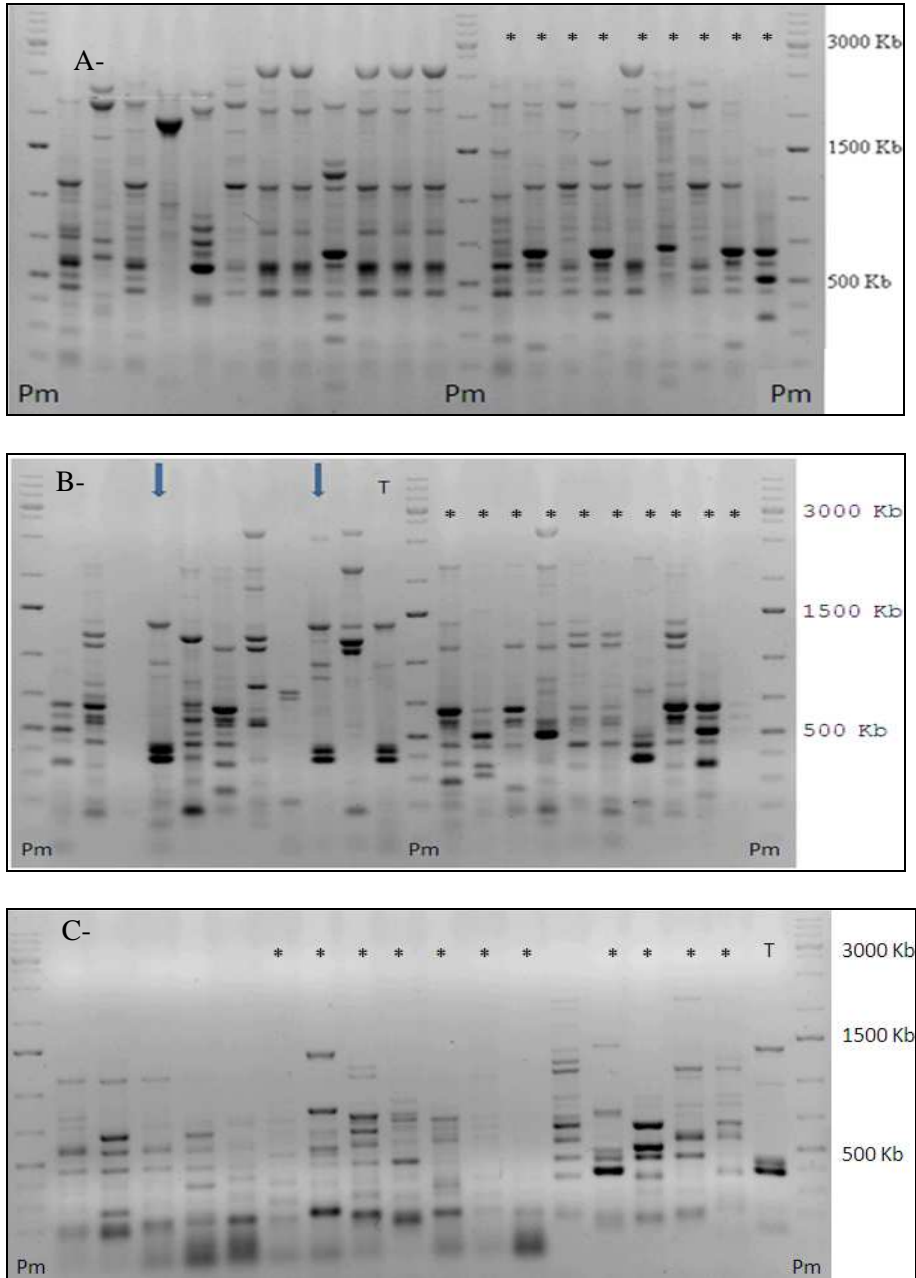 A-
* * * * * * * * *
3000 Kb
1500 Kb
500 Kb
Pm Pm Pm
B-
T
* * * * * * * * * *
3000 Kb
1500 Kb
500 Kb
Pm Pm Pm
C-
* * * * * * * * * * * T
3000 Kb
1500 Kb
500 Kb
Pm Pm